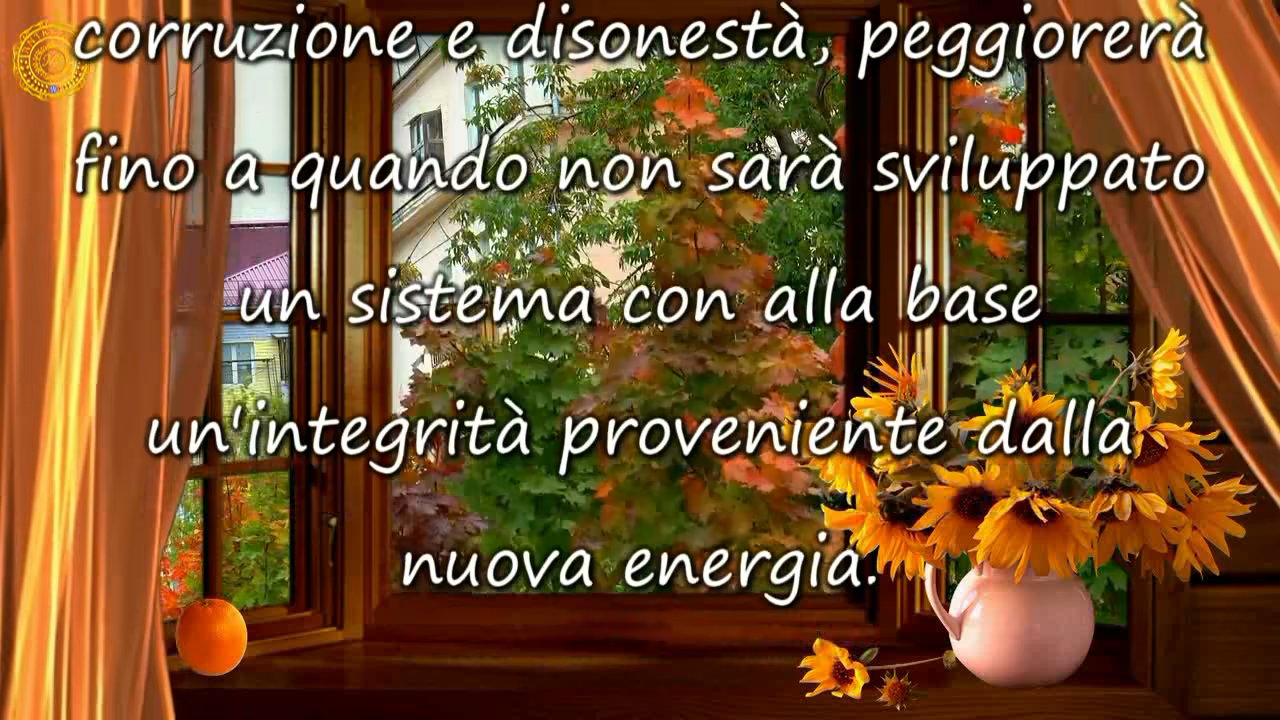 corruzione e disonestà, peggiorerà
fino a quando non sarà sviluppato
un sistema con alla base
un'integrità proveniente dalla
nuova energia.